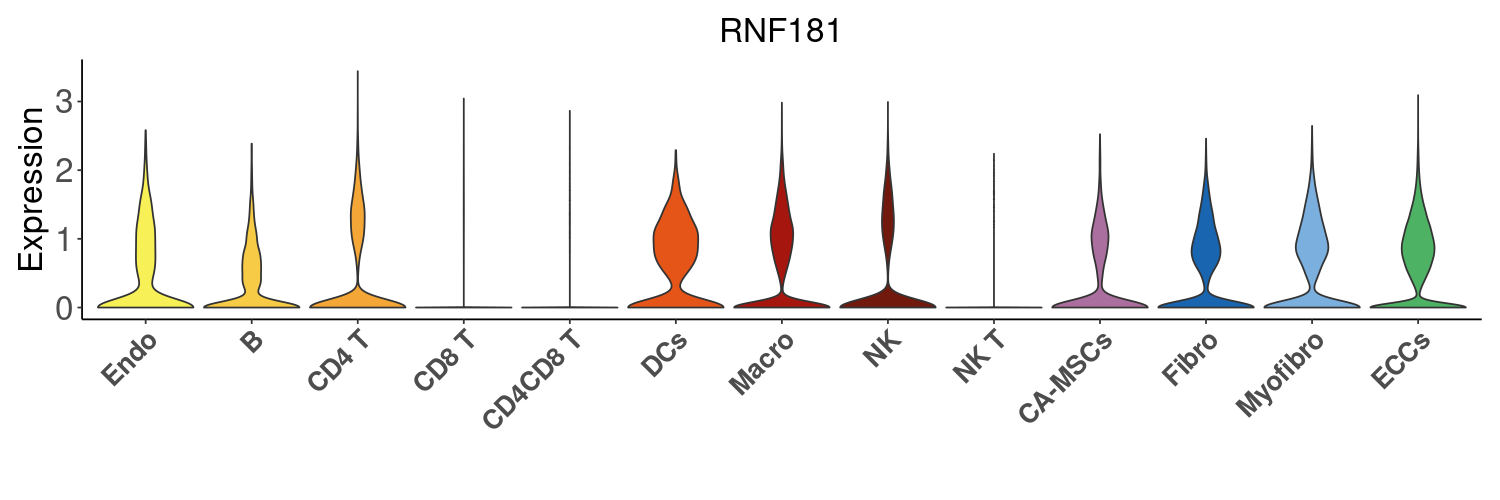 RNF181
Expression
3
2
1
0
Endo
B
CD4 T
CD8 T
CD4CD8 T
DCs
Macro
NK
NK T
CA-MSCs
Fibro
Myofibro
ECCs